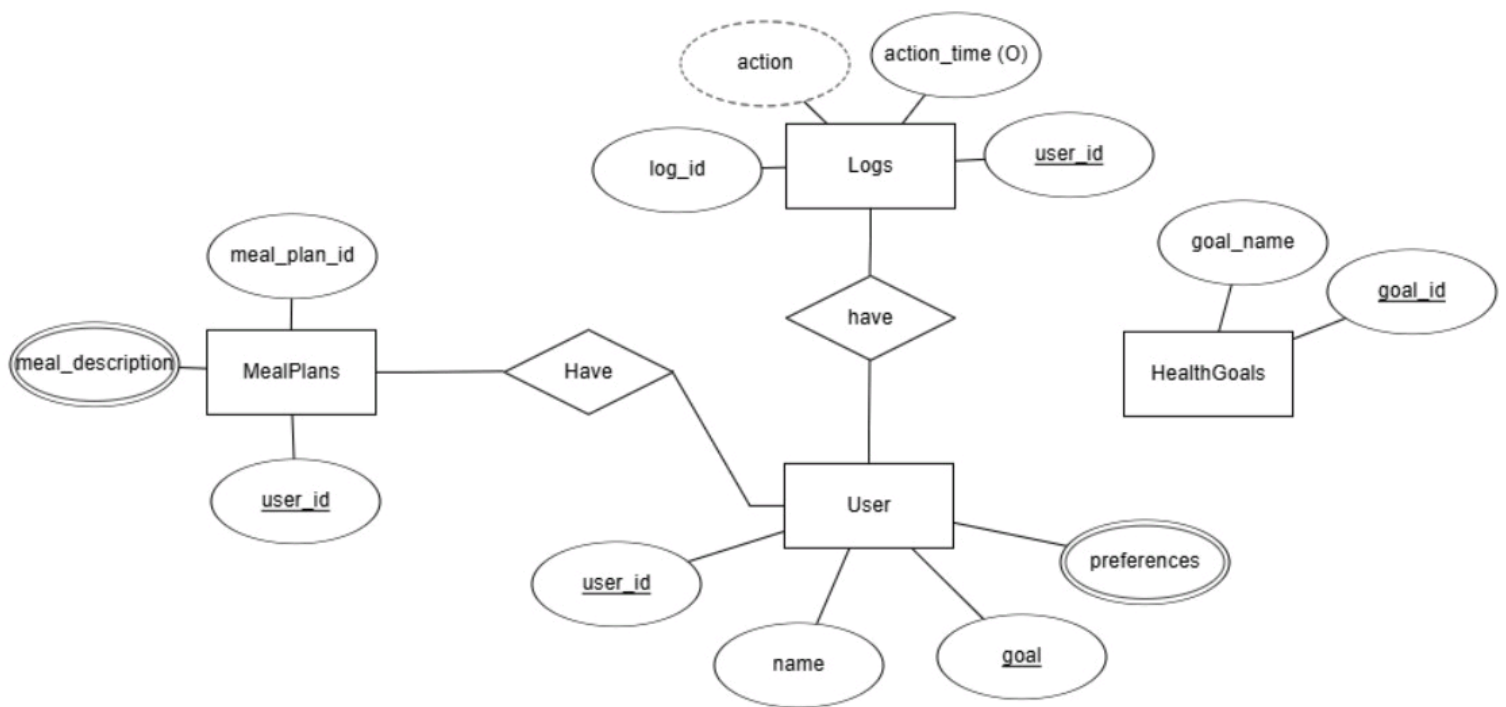 action
action_time (O)
log_id
Logs
user_id
meal_plan_id
goal_name
goal_id
have
meal_description
MealPlans
Have
HealthGoals
user_id
User
preferences
user_id
name
goal